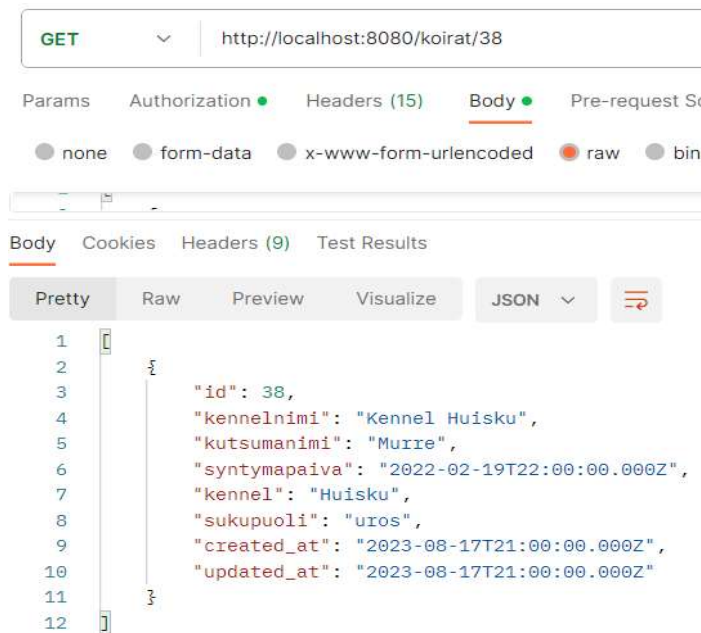 GET http://localhost:8080/koirat/38
Params Authorization Headers (15) Body Pre-request Sc
none form-data x-www-form-urlencoded raw bin
Body Cookies Headers (9) Test Results
Pretty Raw Preview Visualize JSON
1 [
2 {
3 "id": 38,
4 "kennelnimi": "Kennel Huisku",
5 "kutsumanimi": "Murre",
6 "syntymapaiva": "2022-02-19T22:00:00.000Z",
7 "kennel": "Huisku",
8 "sukupuoli": "uros",
9 "created_at": "2023-08-17T21:00:00.000Z",
10 "updated_at": "2023-08-17T21:00:00.000Z"
11 }
12 ]